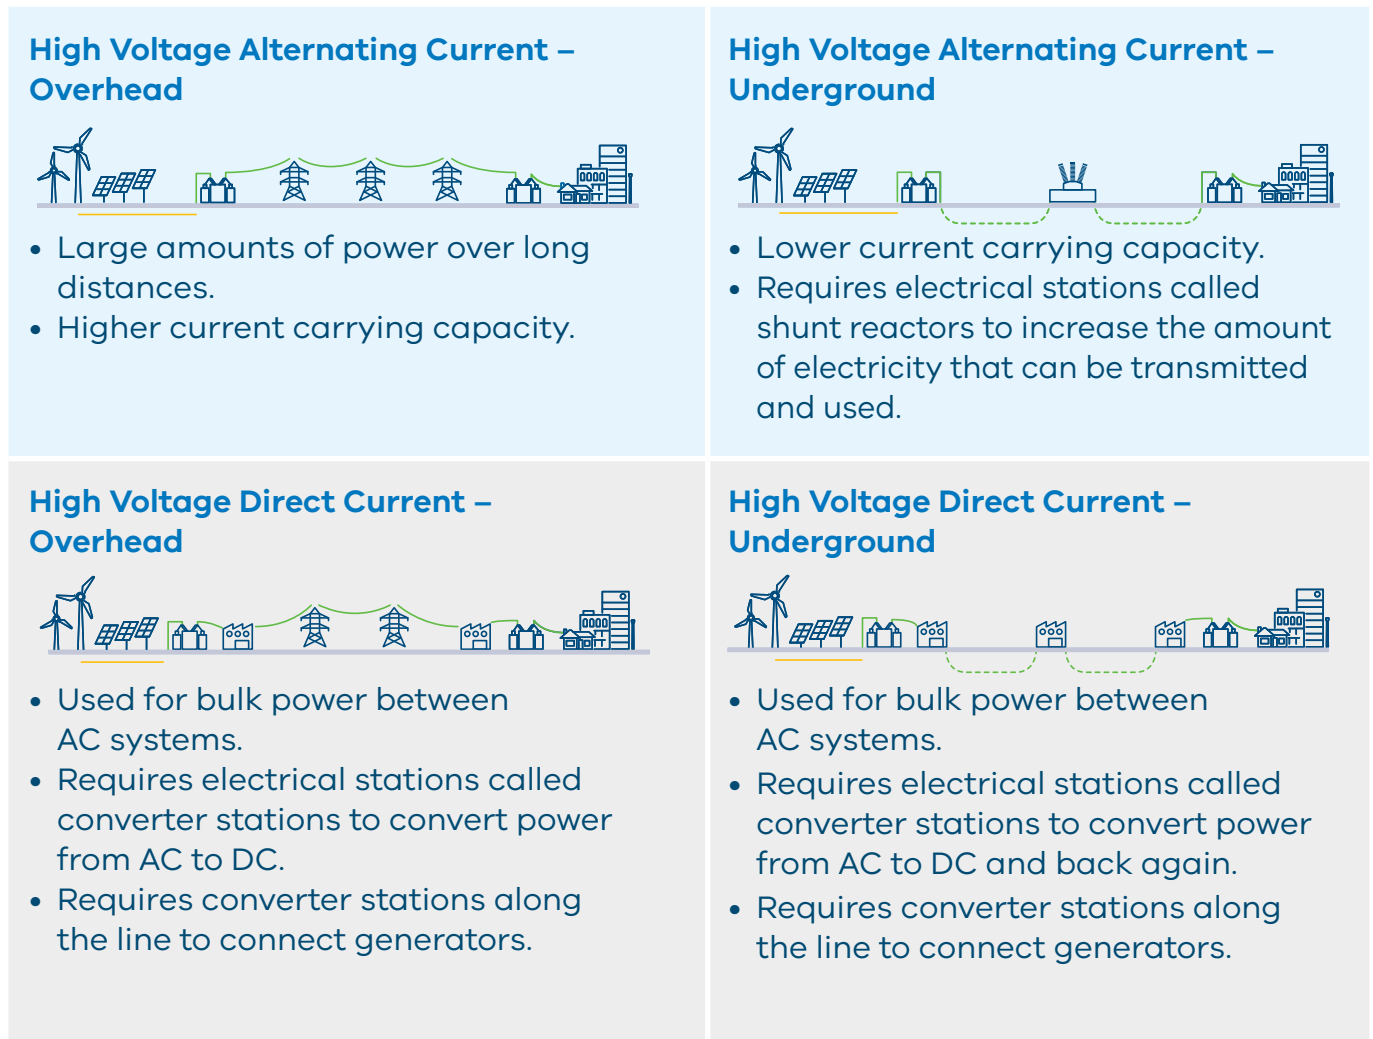 High Voltage Alternating Current –
Overhead
• Large amounts of power over long
distances.
• Higher current carrying capacity.
High Voltage Alternating Current –
Underground
• Lower current carrying capacity.
• Requires electrical stations called
shunt reactors to increase the amount
of electricity that can be transmitted
and used.
High Voltage Direct Current –
Overhead
• Used for bulk power between
AC systems.
• Requires electrical stations called
converter stations to convert power
from AC to DC.
• Requires converter stations along
the line to connect generators.
High Voltage Direct Current –
Underground
• Used for bulk power between
AC systems.
• Requires electrical stations called
converter stations to convert power
from AC to DC and back again.
• Requires converter stations along
the line to connect generators.